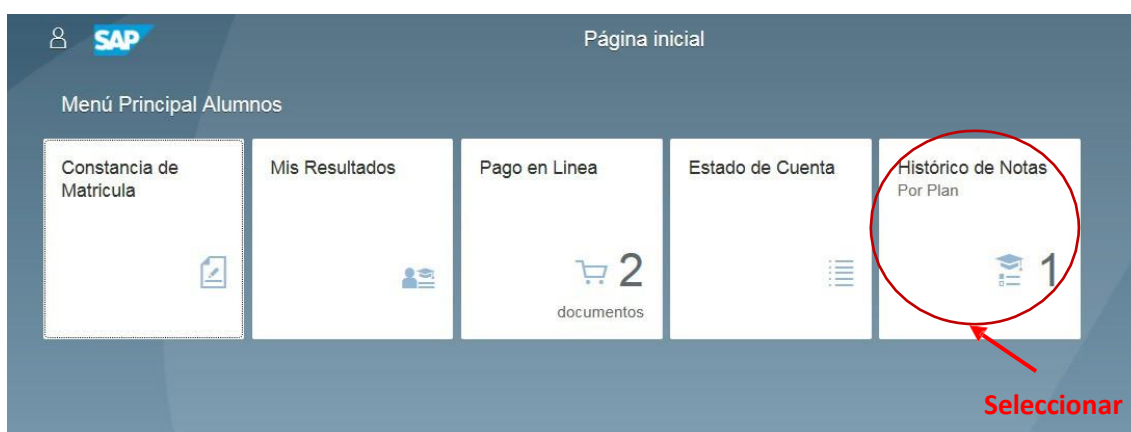 SAP
Página inicial
Menú Principal Alumnos
Constancia de
Matricula
Mis Resultados
Pago en Linea
2
documentos
Estado de Cuenta
Histórico de Notas
Por Plan
1
Seleccionar